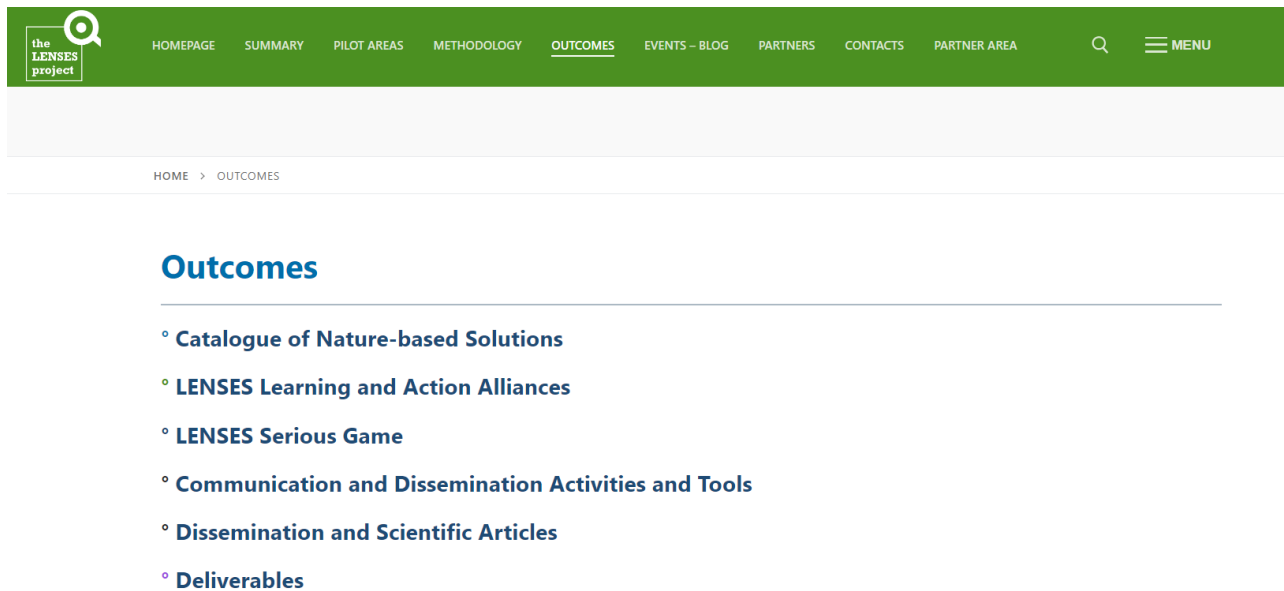 the
LENSES
project
HOMEPAGE SUMMARY PILOT AREAS METHODOLOGY OUTCOMES EVENTS – BLOG PARTNERS CONTACTS PARTNER AREA MENU
HOME > OUTCOMES
Outcomes
° Catalogue of Nature-based Solutions
° LENSES Learning and Action Alliances
° LENSES Serious Game
° Communication and Dissemination Activities and Tools
° Dissemination and Scientific Articles
° Deliverables